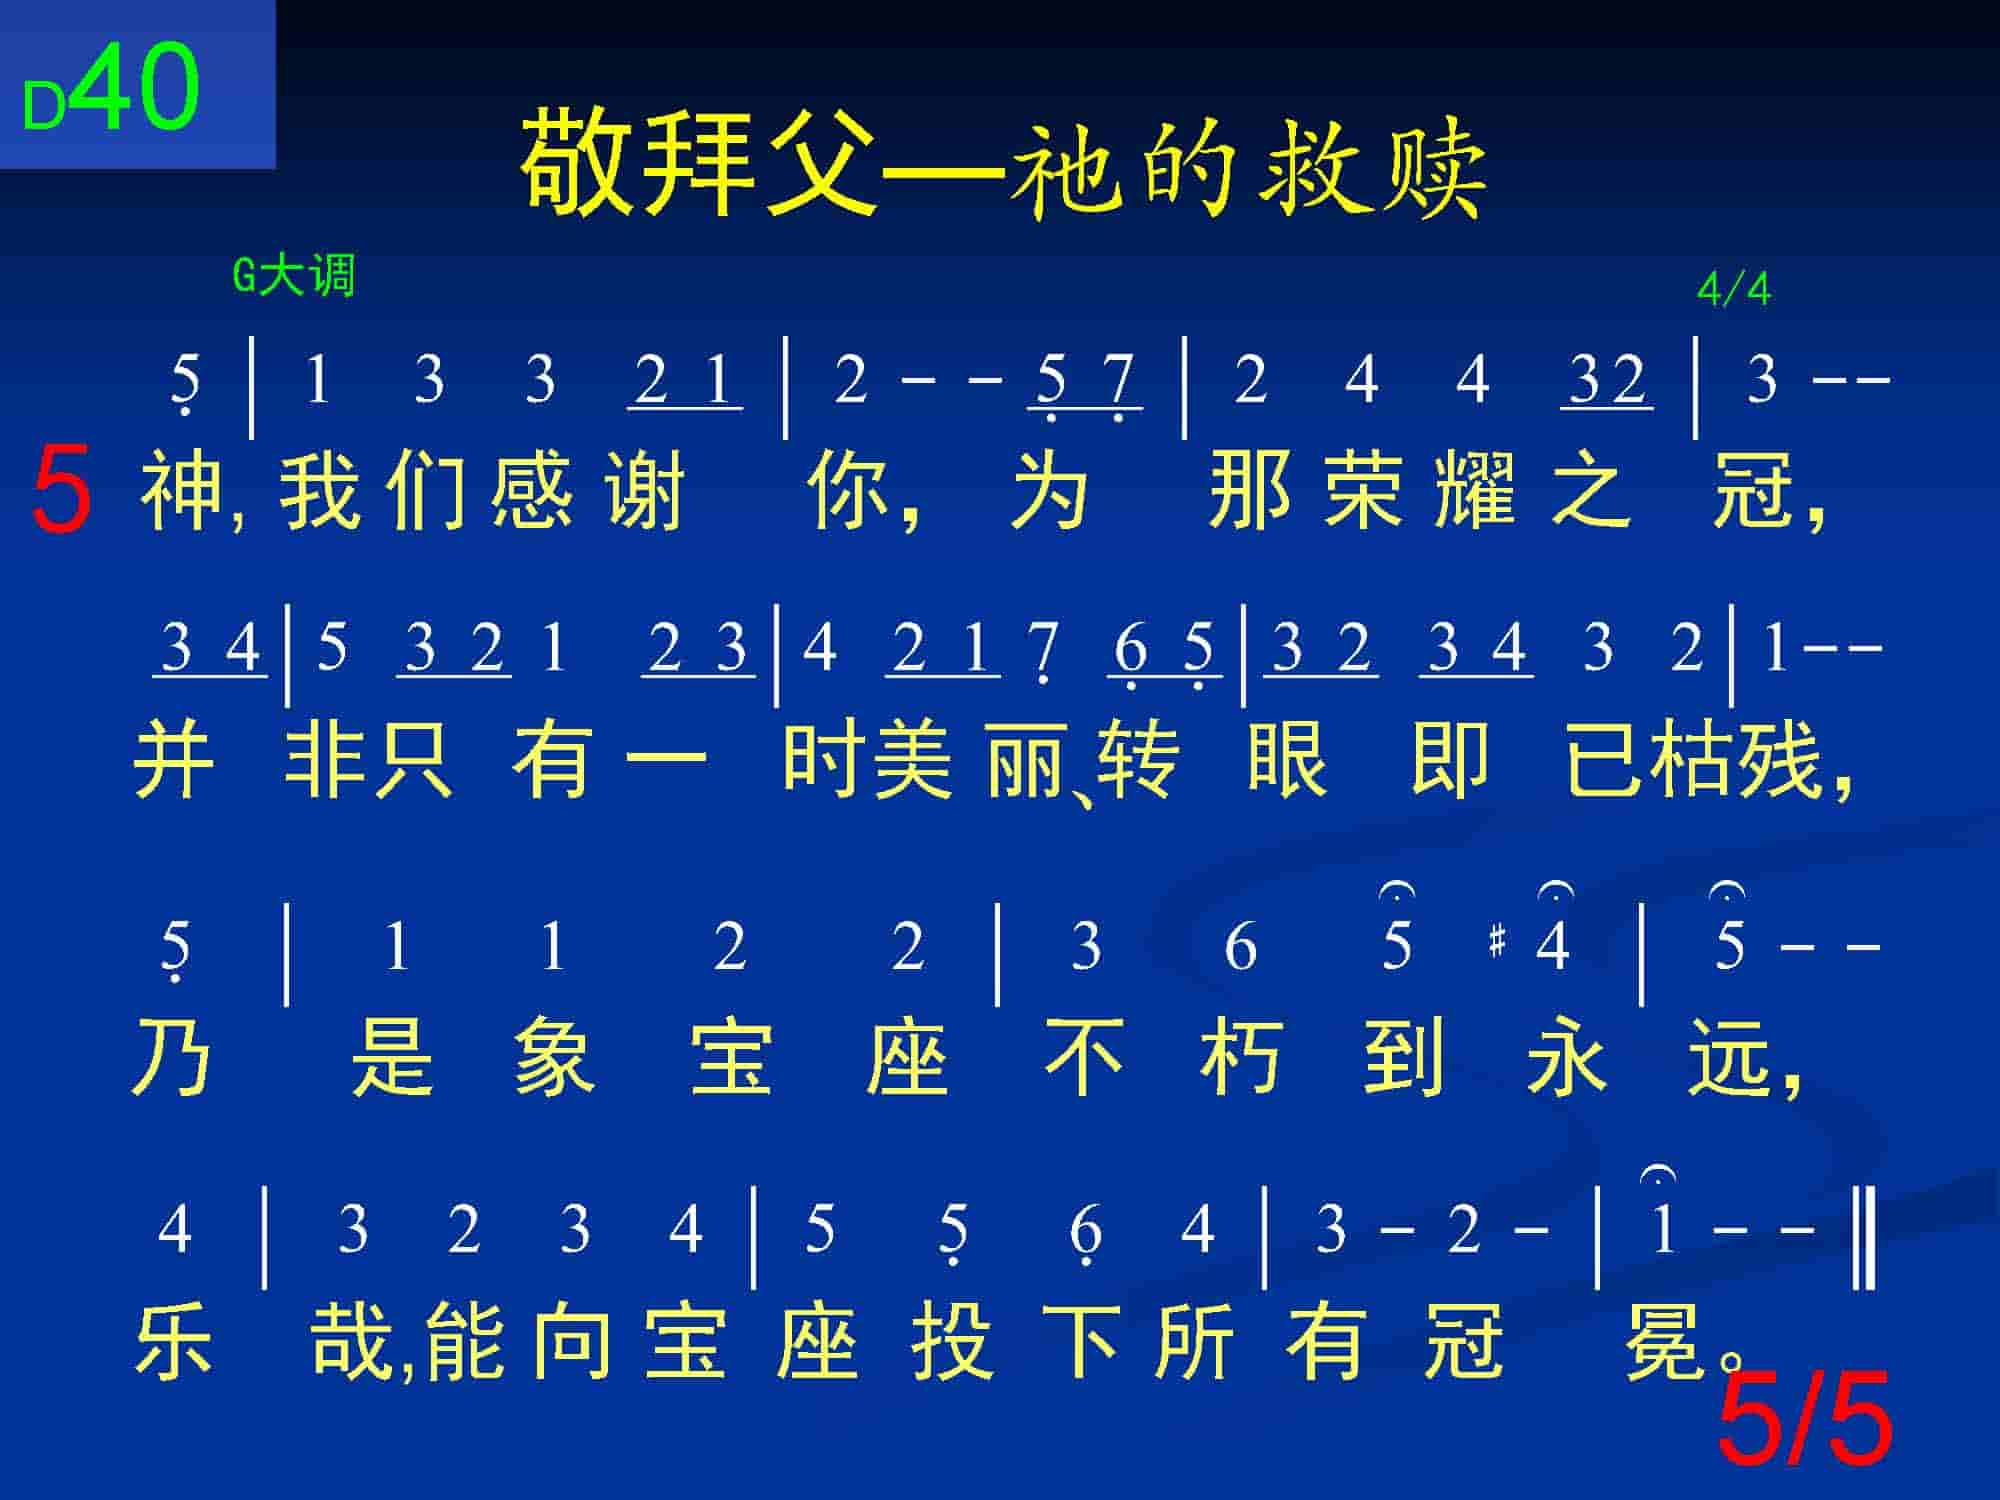 D40
敬拜父—祂的救赎
G大调 4/4
5̣ | 1 3 3 2 1 | 2 - - 5̣ 7̣ | 2 4 4 3 2 | 3 - -
5 神,我们感谢 你， 为 那荣耀之 冠，
3 4 | 5 3 2 1 2 3 | 4 2 1 7̣ 6̣ 5̣ | 3 2 3 4 3 2 | 1 - -
并 非只 有一 时美丽、转 眼 即 已枯残，
5̣ | 1 1 2 2 | 3 6 5 #4 | 5 - -
乃 是象宝座不朽到永远，
4 | 3 2 3 4 | 5 5̣ 6̣ 4 | 3 - 2 - | 1 - - ||
乐 哉,能向宝座投下所有冠 冕。
5/5